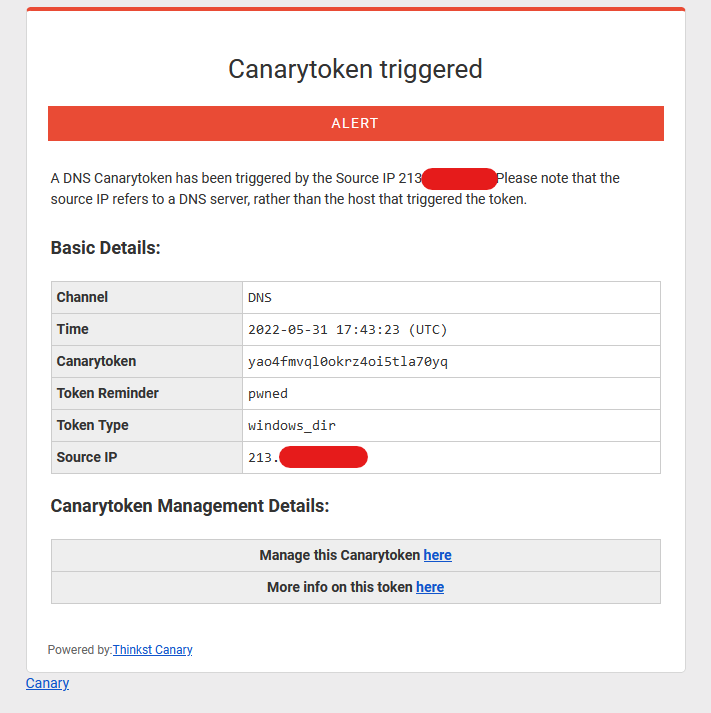 Canarytoken triggered
ALERT
A DNS Canarytoken has been triggered by the Source IP 213 Please note that the
source IP refers to a DNS server, rather than the host that triggered the token.
Basic Details:
Channel DNS
Time 2022-05-31 17:43:23 (UTC)
Canarytoken yao4fmvql0okrz4oi5tla70yq
Token Reminder pwned
Token Type windows_dir
Source IP 213.
Canarytoken Management Details:
Manage this Canarytoken here
More info on this token here
Powered by:Thinkst Canary
Canary